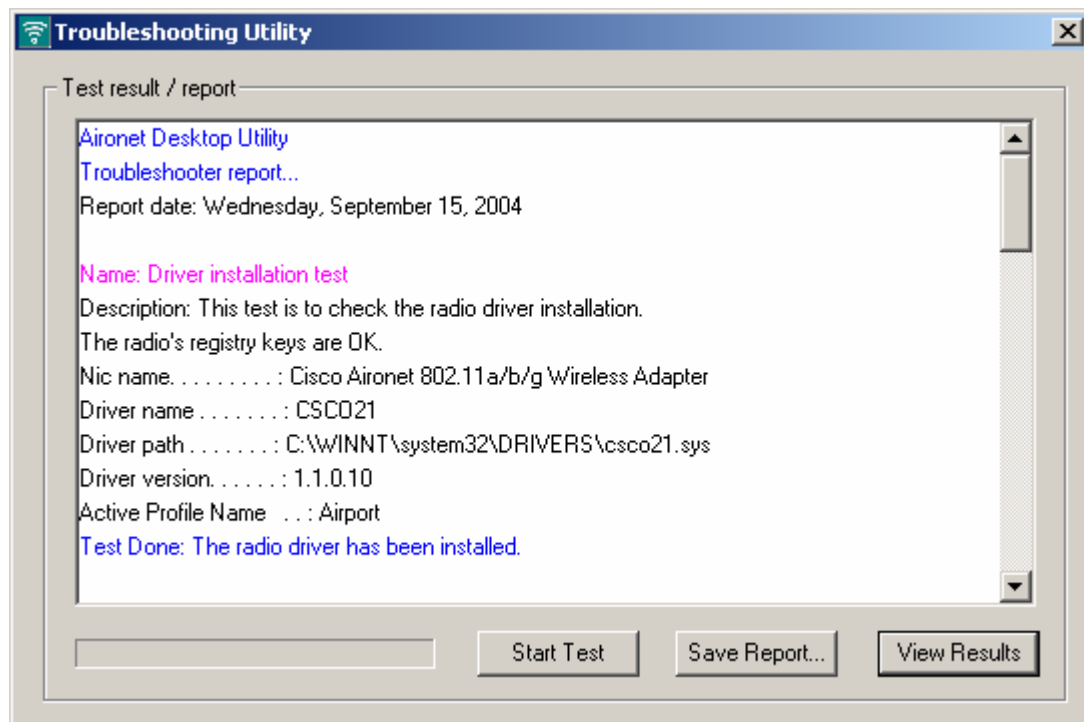 Troubleshooting Utility
Test result / report
Aironet Desktop Utility
Troubleshooter report...
Report date: Wednesday, September 15, 2004
Name: Driver installation test
Description: This test is to check the radio driver installation.
The radio's registry keys are OK.
Nic name. . . . . . . . . : Cisco Aironet 802.11a/b/g Wireless Adapter
Driver name . . . . . . . : CSCO21
Driver path . . . . . . . : C:\WINNT\system32\DRIVERS\csco21.sys
Driver version. . . . . . : 1.1.0.10
Active Profile Name . . : Airport
Test Done: The radio driver has been installed.
Start Test
Save Report...
View Results